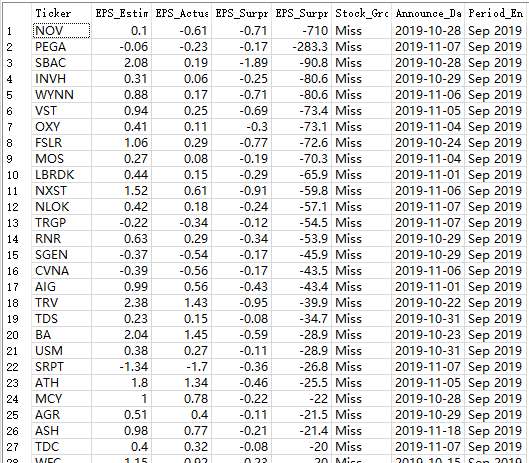 Ticker EPS_Estim EPS_Actua EPS_Surpr EPS_Surpr Stock_Gro Announce_Da Period_En
1 NOV 0.1 -0.61 -0.71 -710 Miss 2019-10-28 Sep 2019
2 PEGA -0.06 -0.23 -0.17 -283.3 Miss 2019-11-07 Sep 2019
3 SBAC 2.08 0.19 -1.89 -90.8 Miss 2019-10-28 Sep 2019
4 INVH 0.31 0.06 -0.25 -80.6 Miss 2019-10-29 Sep 2019
5 WYNN 0.88 0.17 -0.71 -80.6 Miss 2019-11-06 Sep 2019
6 VST 0.94 0.25 -0.69 -73.4 Miss 2019-11-05 Sep 2019
7 OXY 0.41 0.11 -0.3 -73.1 Miss 2019-11-04 Sep 2019
8 FSLR 1.06 0.29 -0.77 -72.6 Miss 2019-10-24 Sep 2019
9 MOS 0.27 0.08 -0.19 -70.3 Miss 2019-11-04 Sep 2019
10 LBRDK 0.44 0.15 -0.29 -65.9 Miss 2019-11-01 Sep 2019
11 NXST 1.52 0.61 -0.91 -59.8 Miss 2019-11-06 Sep 2019
12 NLOK 0.42 0.18 -0.24 -57.1 Miss 2019-11-07 Sep 2019
13 TRGP -0.22 -0.34 -0.12 -54.5 Miss 2019-11-07 Sep 2019
14 RNR 0.63 0.29 -0.34 -53.9 Miss 2019-10-29 Sep 2019
15 SGEN -0.37 -0.54 -0.17 -45.9 Miss 2019-10-29 Sep 2019
16 CVNA -0.39 -0.56 -0.17 -43.5 Miss 2019-11-06 Sep 2019
17 AIG 0.99 0.56 -0.43 -43.4 Miss 2019-11-01 Sep 2019
18 TRV 2.38 1.43 -0.95 -39.9 Miss 2019-10-22 Sep 2019
19 TDS 0.23 0.15 -0.08 -34.7 Miss 2019-10-31 Sep 2019
20 BA 2.04 1.45 -0.59 -28.9 Miss 2019-10-23 Sep 2019
21 USM 0.38 0.27 -0.11 -28.9 Miss 2019-10-31 Sep 2019
22 SRPT -1.34 -1.7 -0.36 -26.8 Miss 2019-11-07 Sep 2019
23 ATH 1.8 1.34 -0.46 -25.5 Miss 2019-11-05 Sep 2019
24 MCY 1 0.78 -0.22 -22 Miss 2019-10-28 Sep 2019
25 AGR 0.51 0.4 -0.11 -21.5 Miss 2019-10-29 Sep 2019
26 ASH 0.98 0.77 -0.21 -21.4 Miss 2019-11-18 Sep 2019
27 TDC 0.4 0.32 -0.08 -20 Miss 2019-11-07 Sep 2019
28 WFC 1.15 0.92 -0.23 -20 Miss 2019-10-15 Sep 2019